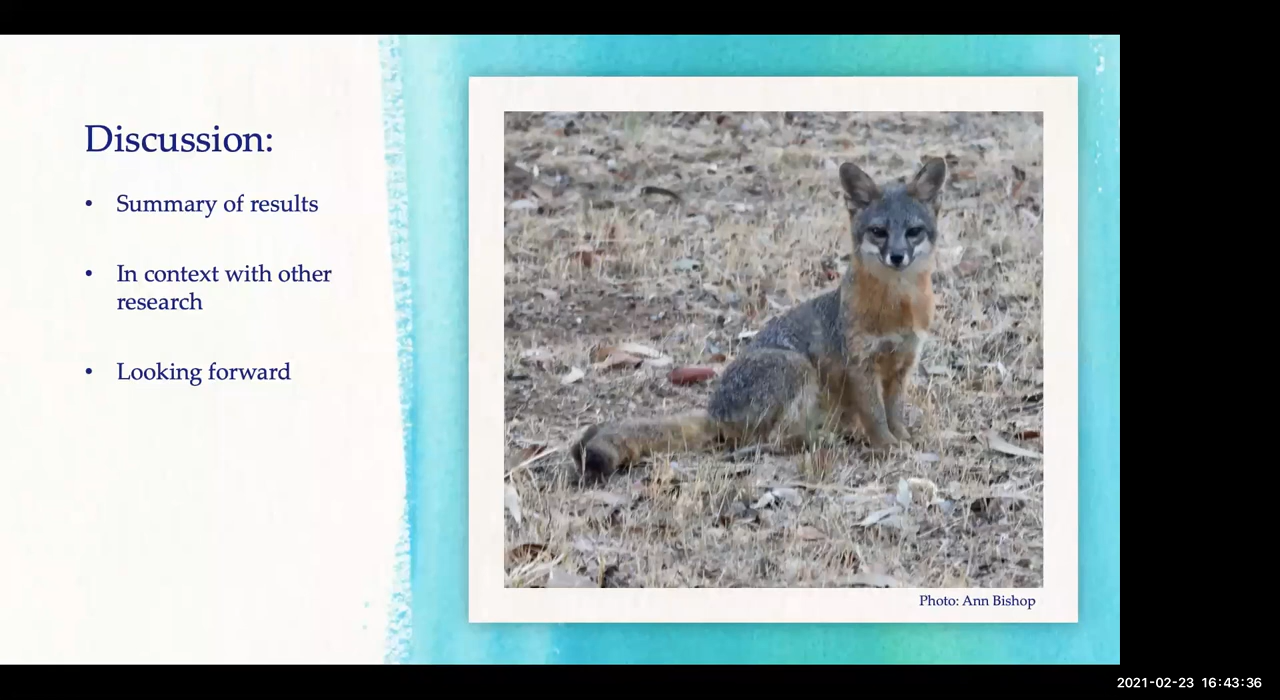 Discussion:
• Summary of results
• In context with other
research
• Looking forward
Photo: Ann Bishop
2021-02-23 16:43:36